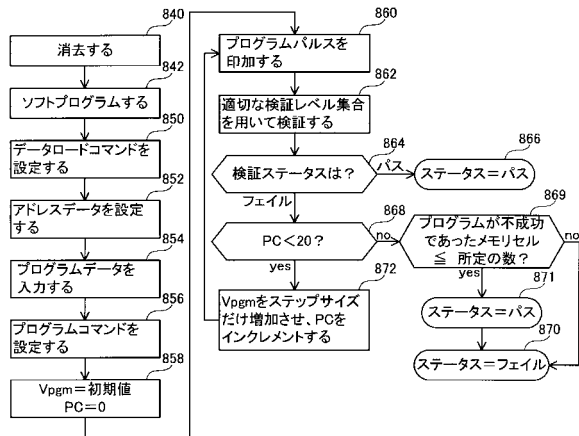 840
消去する
842
ソフトプログラムする
850
データロードコマンドを
設定する
852
アドレスデータを設定
する
854
プログラムデータを
入力する
856
プログラムコマンドを
設定する
858
Vpgm=初期値
PC=0
860
プログラムパルスを
印加する
862
適切な検証レベル集合
を用いて検証する
864
検証ステータスは?
パス
866
ステータス=パス
フェイル
868
PC<20?
no
869
プログラムが不成功
であったメモリセル
≦ 所定の数?
no
yes
872
Vpgmをステップサイズ
だけ増加させ、PCを
インクレメントする
yes
871
ステータス=パス
870
ステータス=フェイル